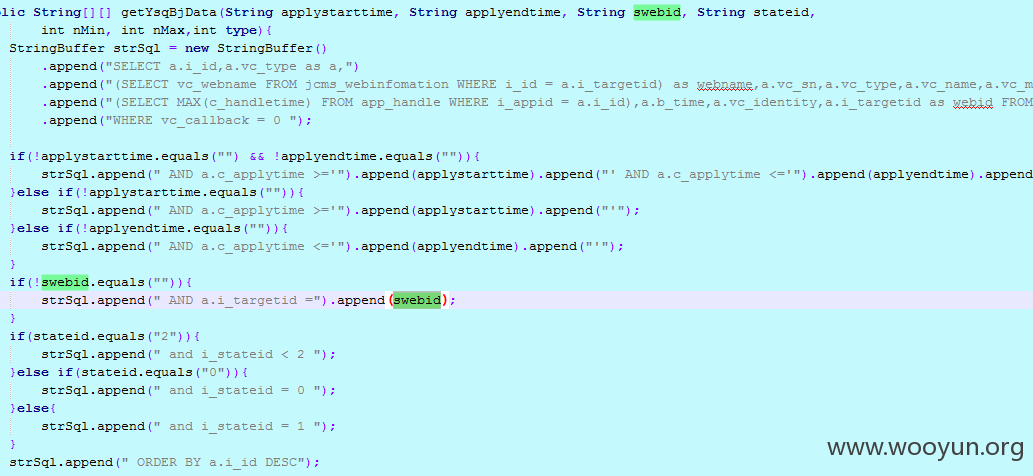 lic String[][] getYsqBjData(String applystarttime, String applyendtime, String swebid, String stateid,
int nMin, int nMax,int type){
StringBuffer strSql = new StringBuffer()
.append("SELECT a.i_id,a.vc_type as a,")
.append("(SELECT vc_webname FROM jcms_webinfomation WHERE i_id = a.i_targetid) as webname,a.vc_sn,a.vc_type,a.vc_name,a.vc_m
.append("(SELECT MAX(c_handletime) FROM app_handle WHERE i_appid = a.i_id),a.b_time,a.vc_identity,a.i_targetid as webid FROM
.append("WHERE vc_callback = 0 ");
if(!applystarttime.equals("") && !applyendtime.equals("")){
strSql.append(" AND a.c_applytime >='").append(applystarttime).append("' AND a.c_applytime <='").append(applyendtime).append
}else if(!applystarttime.equals("")){
strSql.append(" AND a.c_applytime >='").append(applystarttime).append("'");
}else if(!applyendtime.equals("")){
strSql.append(" AND a.c_applytime <='").append(applyendtime).append("'");
}
if(!swebid.equals("")){
strSql.append(" AND a.i_targetid =").append(swebid);
}
if(stateid.equals("2")){
strSql.append(" and i_stateid < 2 ");
}else if(stateid.equals("0")){
strSql.append(" and i_stateid = 0 ");
}else{
strSql.append(" and i_stateid = 1 ");
}
strSql.append(" ORDER BY a.i_id DESC");
www.wooyun.org